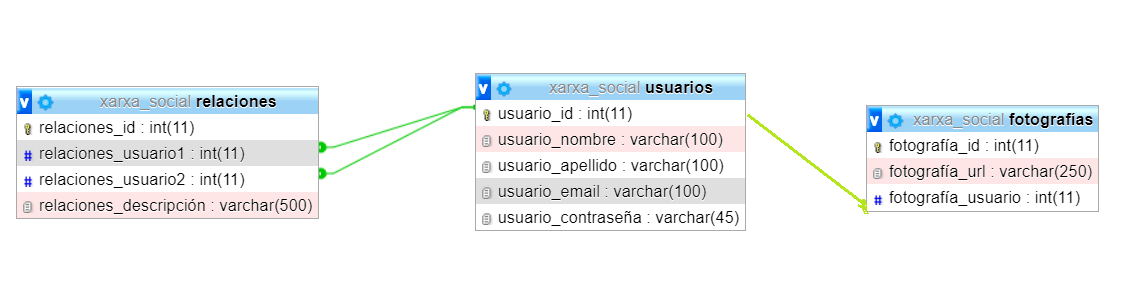 v xarxa_social relaciones
relaciones_id : int(11)
# relaciones_usuario1 : int(11)
# relaciones_usuario2 : int(11)
relaciones_descripción : varchar(500)
v xarxa_social usuarios
usuario_id : int(11)
usuario_nombre : varchar(100)
usuario_apellido : varchar(100)
usuario_email : varchar(100)
usuario_contraseña : varchar(45)
v xarxa_social fotografías
fotografía_id : int(11)
fotografía_url : varchar(250)
# fotografía_usuario : int(11)